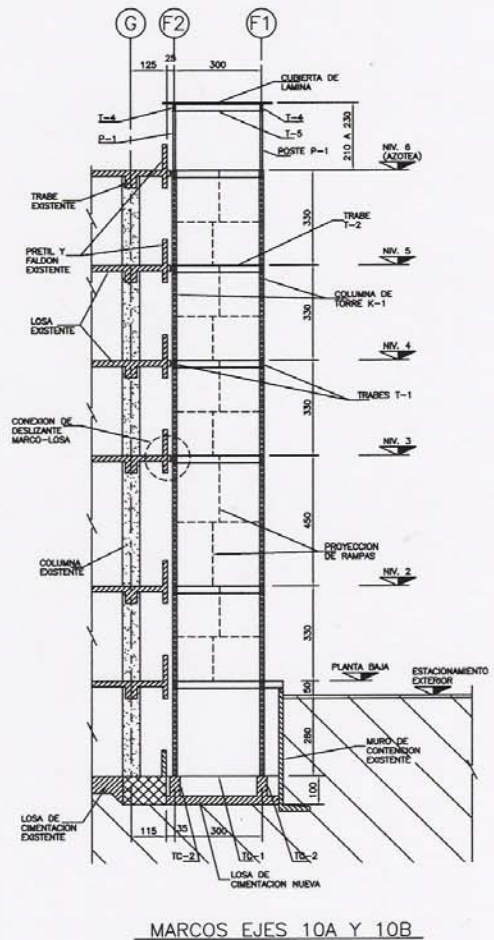 G F2 F1
25
125 300
CUBIERTA DE
LAMINA
T-4 T-4
T-5
P-1
POSTE P-1
210 A 230
NIV. 6
(AZOTEA)
TRABE
EXISTENTE
330
TRABE
T-2
PRETIL Y
FALDON
EXISTENTE
NIV. 5
COLUMNA DE
TORRE K-1
330
LOSA
EXISTENTE
NIV. 4
TRABES T-1
330
CONEXION DE
DESLIZANTE
MARCO-LOSA
NIV. 3
450
PROYECCION
DE RAMPAS
COLUMNA
EXISTENTE
NIV. 2
330
PLANTA BAJA
ESTACIONAMIENTO
EXTERIOR
50
280
MURO DE
CONTENCION
EXISTENTE
100
LOSA DE
CIMENTACION
EXISTENTE
115 35 300
TC-2 TC-1 TC-2
LOSA DE
CIMENTACION NUEVA
MARCOS EJES 10A Y 10B